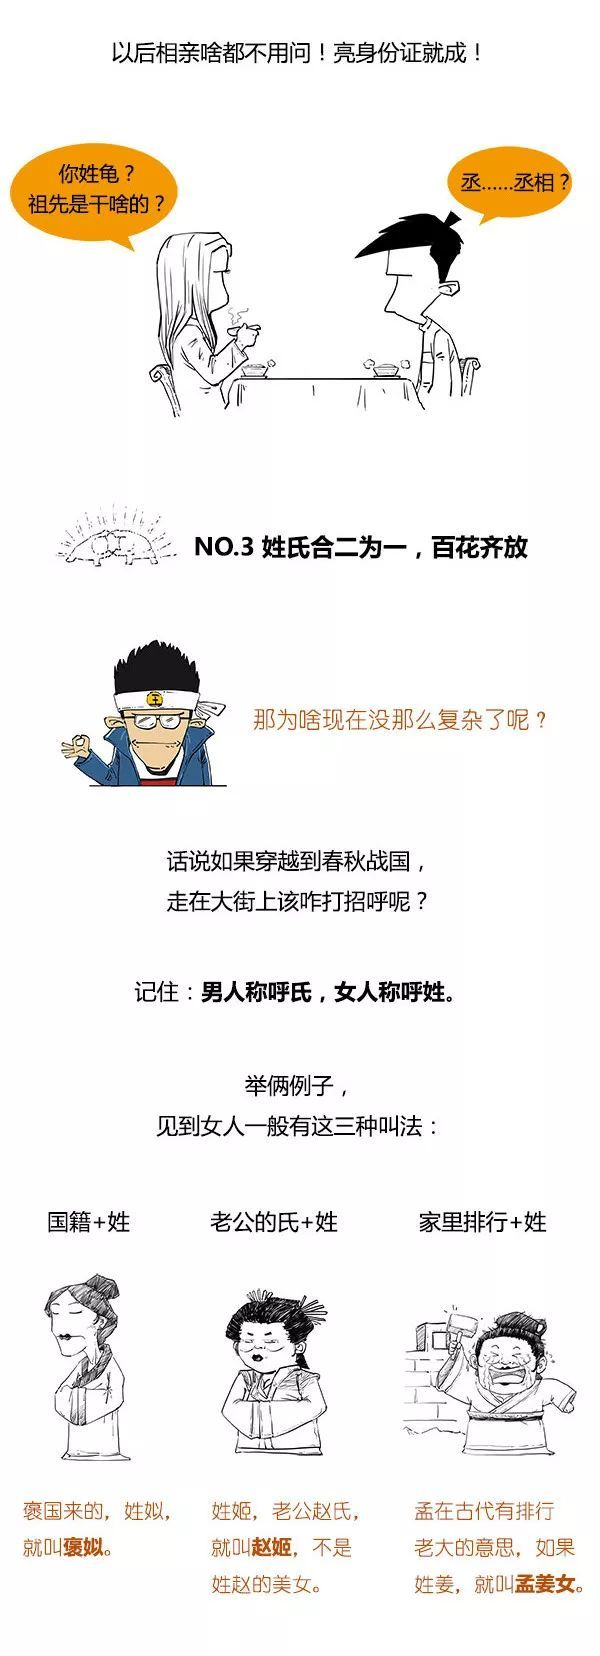 以后相亲啥都不用问！亮身份证就成！
你姓龟？
祖先是干啥的？
丞……丞相？
NO.3 姓氏合二为一，百花齐放
王
那为啥现在没那么复杂了呢？
话说如果穿越到春秋战国，
走在大街上该咋打招呼呢？
记住：男人称呼氏，女人称呼姓。
举俩例子，
见到女人一般有这三种叫法：
国籍+姓
老公的氏+姓
家里排行+姓
褒国来的，姓姒，
就叫褒姒。
姓姬，老公赵氏，
就叫赵姬，不是
姓赵的美女。
孟在古代有排行
老大的意思，如果
姓姜，就叫孟姜女。